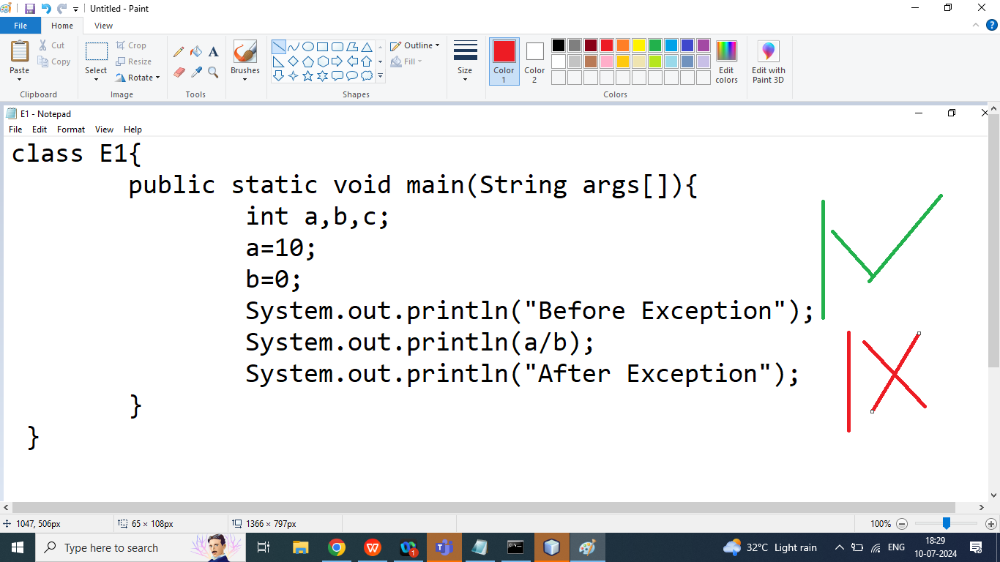 Untitled - Paint
File Home View
Paste Cut Copy Clipboard
Select Crop Resize Rotate Image
Tools
Brushes
Shapes Outline Fill
Size
Color 1 Color 2 Edit colors Colors
Edit with Paint 3D
E1 - Notepad
File Edit Format View Help
class E1{
public static void main(String args[]){
int a,b,c;
a=10;
b=0;
System.out.println("Before Exception");
System.out.println(a/b);
System.out.println("After Exception");
}
}
1047, 506px 65 × 108px 1366 × 797px 100%
Type here to search
32°C Light rain ENG 18:29
10-07-2024